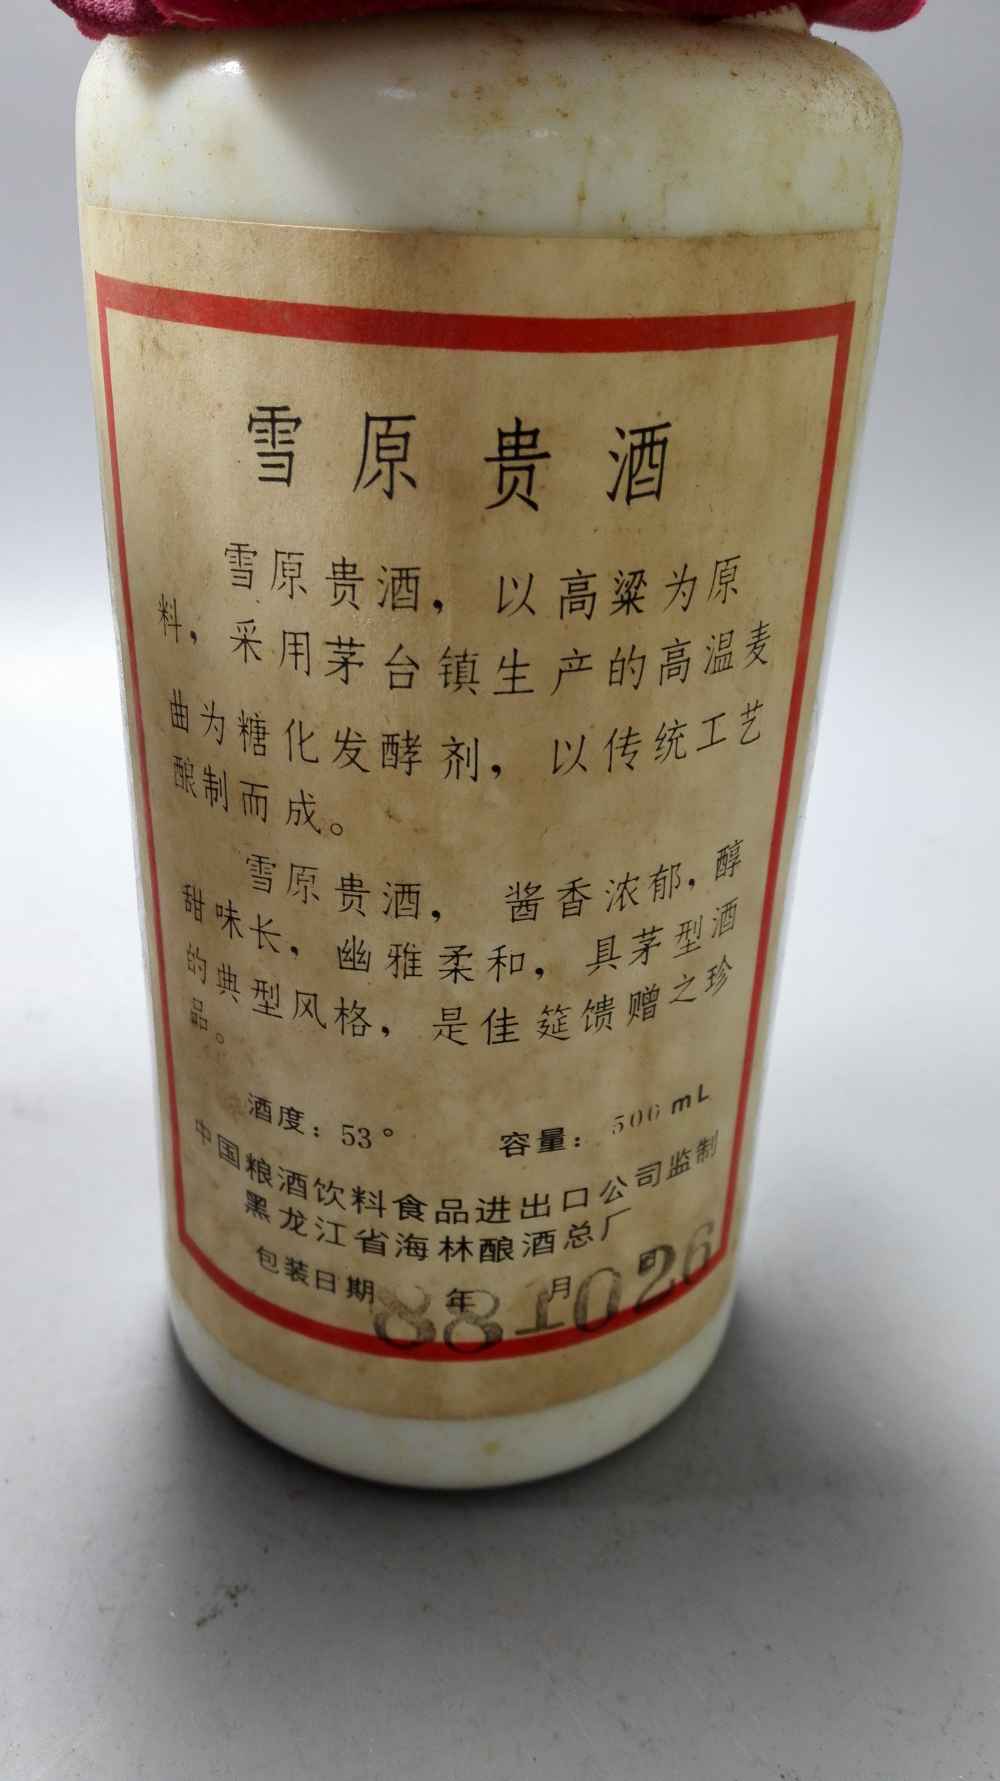 雪原贵酒
雪原贵酒，以高粱为原
料，采用茅台镇生产的高温麦
曲为糖化发酵剂，以传统工艺
酿制而成。
雪原贵酒，酱香浓郁，醇
甜味长，幽雅柔和，具茅型酒
的典型风格，是佳筵馈赠之珍
品。
酒度：53° 容量：500 mL
中国粮酒饮料食品进出口公司监制
黑龙江省海林酿酒总厂
包装日期 年 月 日
881026